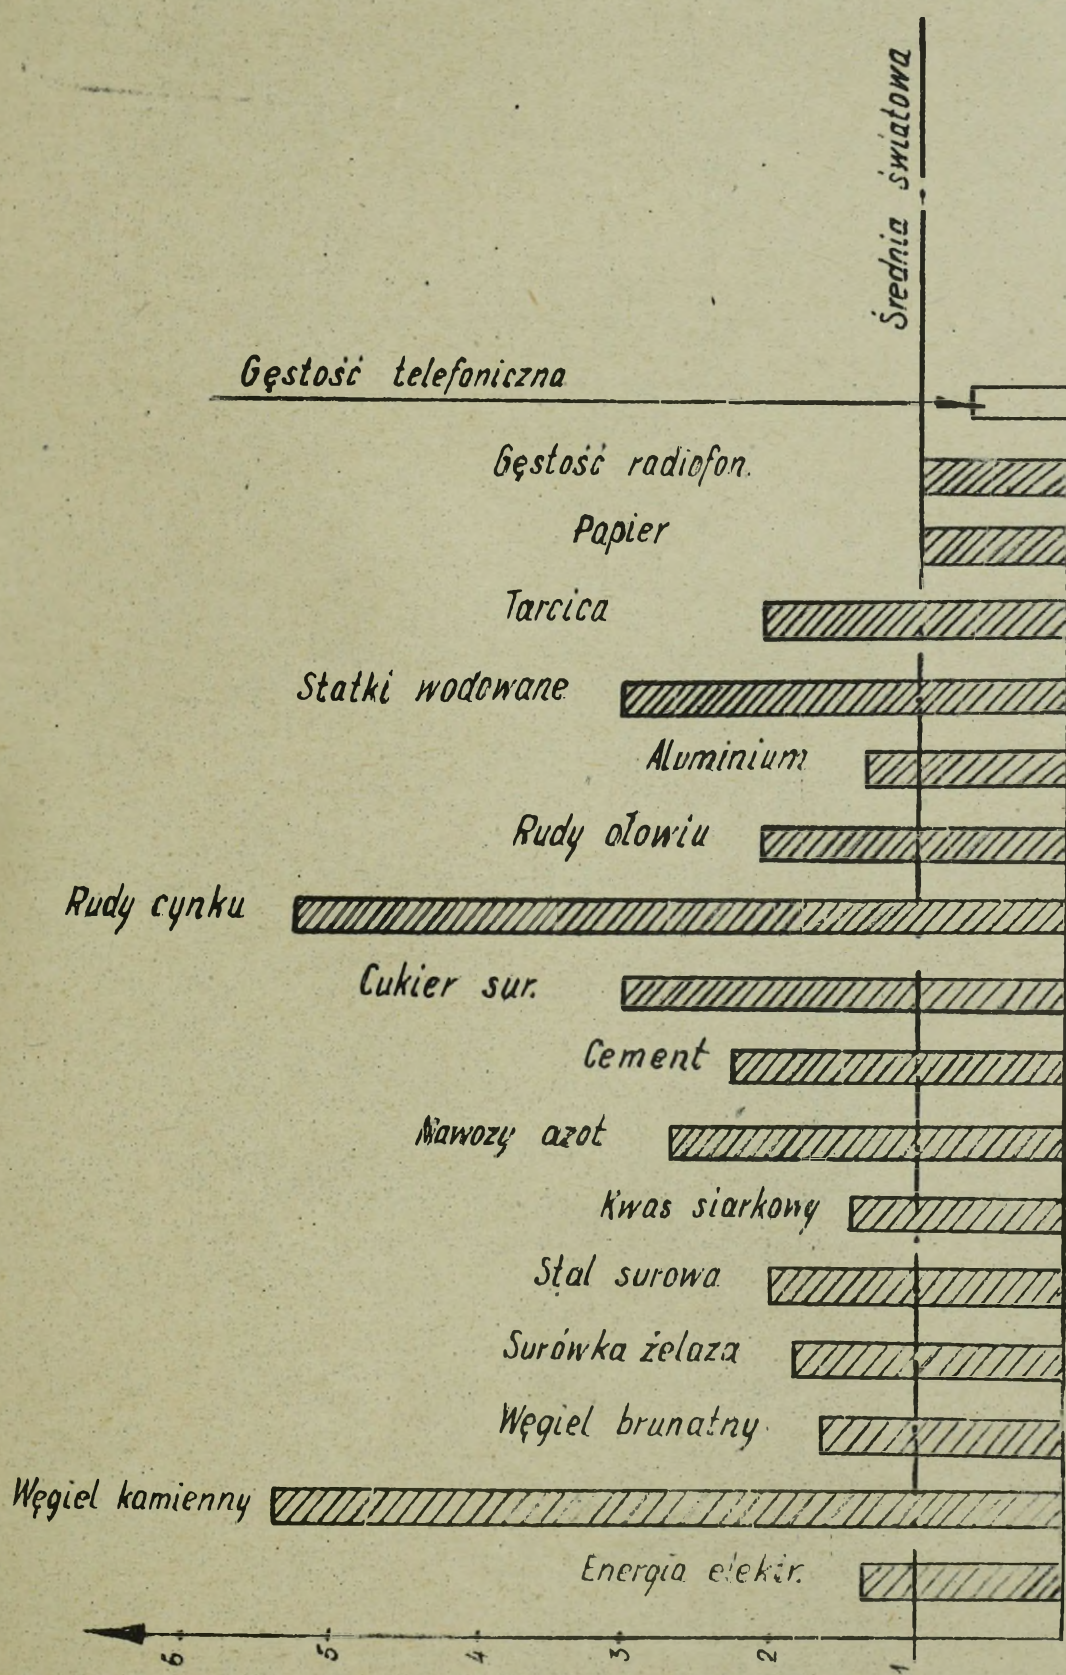 Średnia światowa
Gęstość telefoniczna
Gęstość radiofon.
Papier
Tarcica
Statki wodowane
Aluminium
Rudy ołowiu
Rudy cynku
Cukier sur.
Cement
Nawozy azot
Kwas siarkowy
Stal surowa
Surówka żelaza
Węgiel brunatny
Węgiel kamienny
Energia elektr.
6 5 4 3 2 1